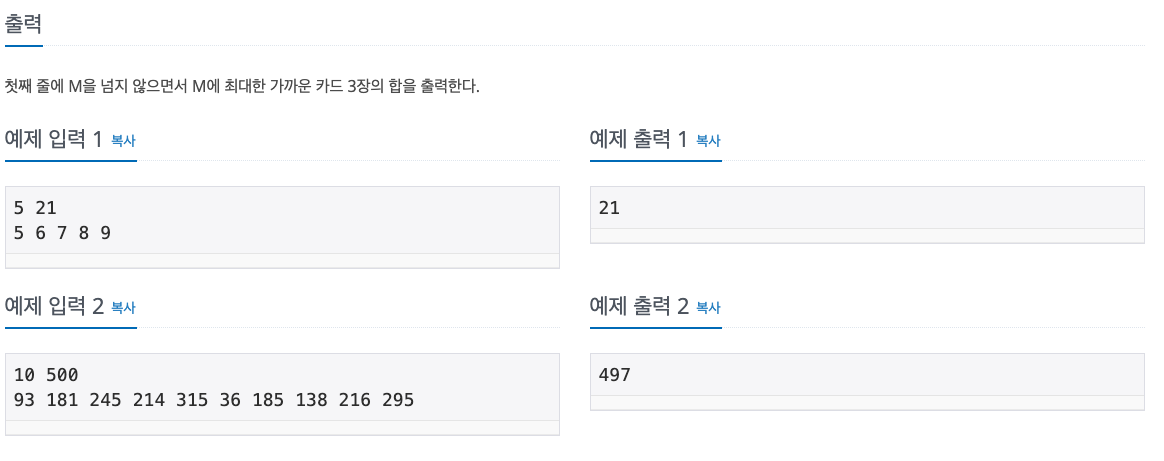 출력
첫째 줄에 M을 넘지 않으면서 M에 최대한 가까운 카드 3장의 합을 출력한다.
예제 입력 1 복사
5 21
5 6 7 8 9
예제 출력 1 복사
21
예제 입력 2 복사
10 500
93 181 245 214 315 36 185 138 216 295
예제 출력 2 복사
497